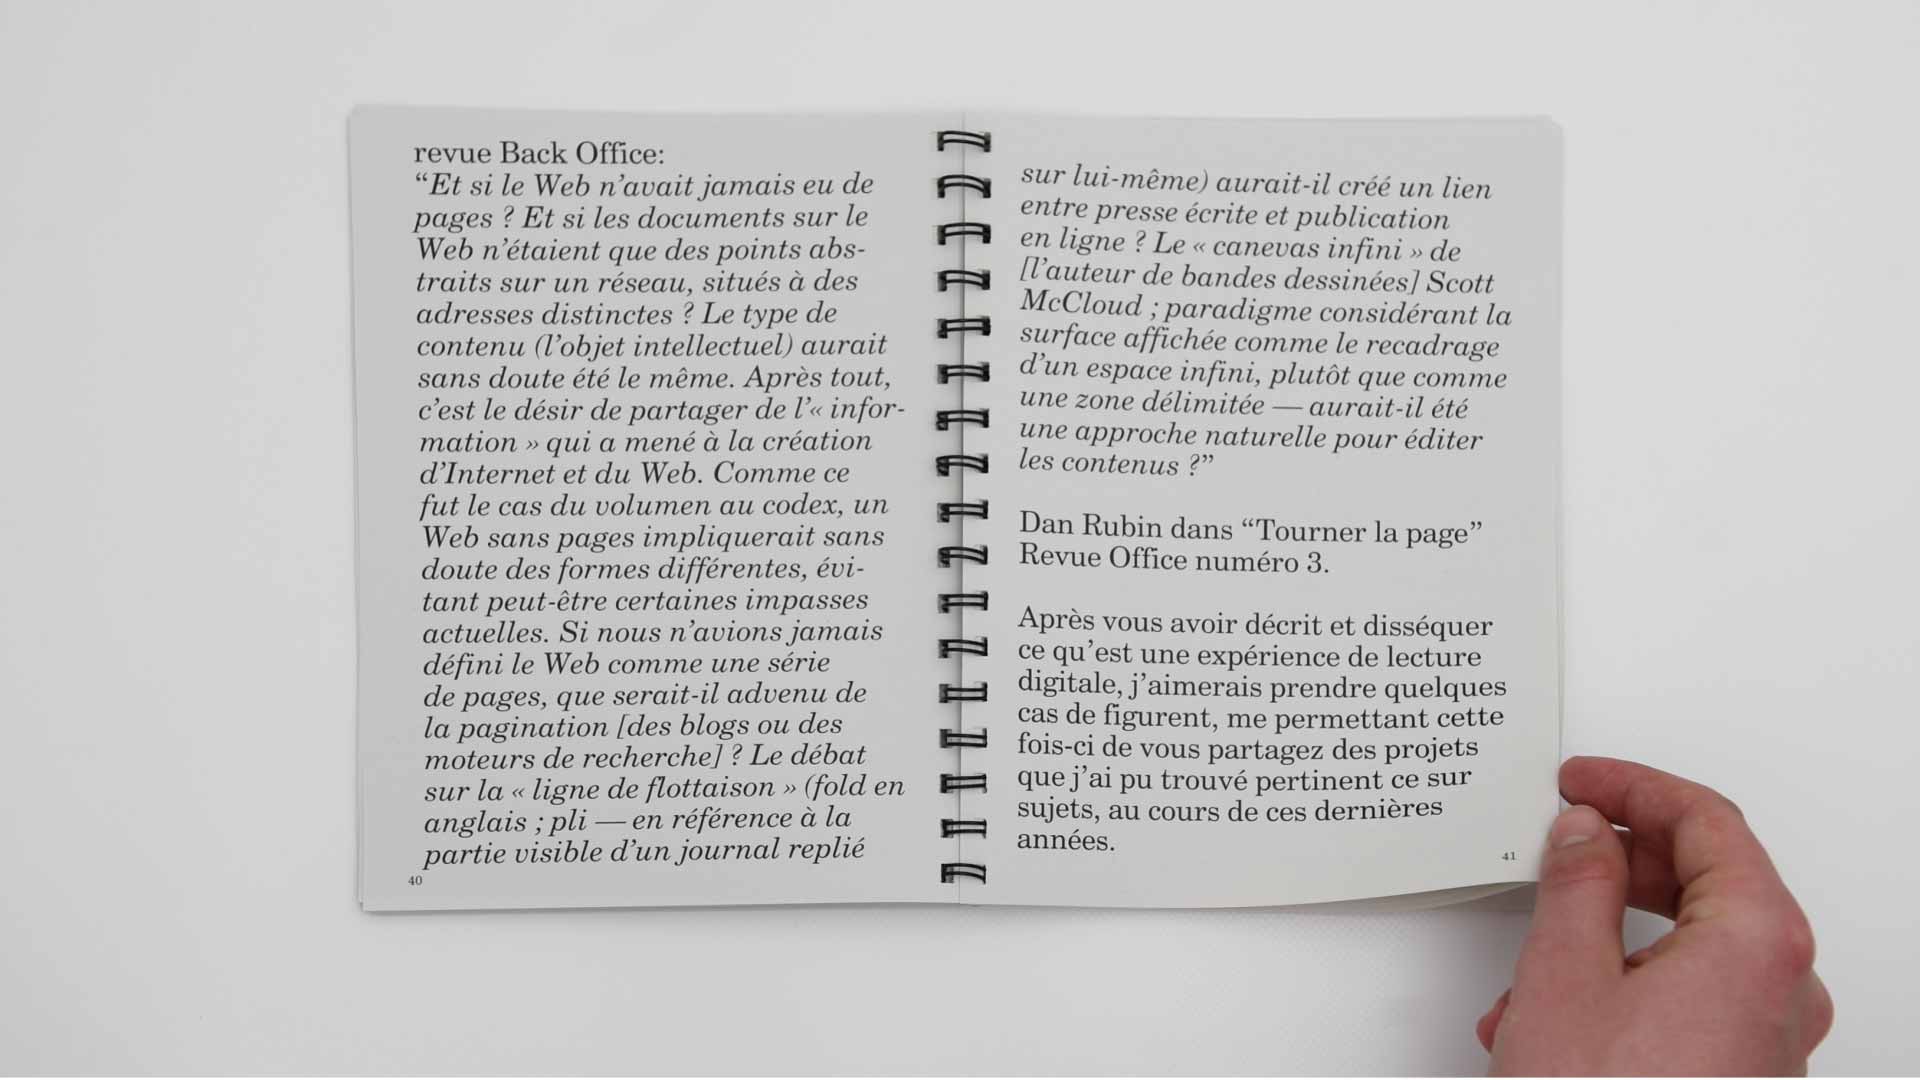 revue Back Office:
“Et si le Web n’avait jamais eu de
pages ? Et si les documents sur le
Web n’étaient que des points abs-
traits sur un réseau, situés à des
adresses distinctes ? Le type de
contenu (l’objet intellectuel) aurait
sans doute été le même. Après tout,
c’est le désir de partager de l’« infor-
mation » qui a mené à la création
d’Internet et du Web. Comme ce
fut le cas du volumen au codex, un
Web sans pages impliquerait sans
doute des formes différentes, évi-
tant peut-être certaines impasses
actuelles. Si nous n’avions jamais
défini le Web comme une série
de pages, que serait-il advenu de
la pagination [des blogs ou des
moteurs de recherche] ? Le débat
sur la « ligne de flottaison » (fold en
anglais ; pli — en référence à la
partie visible d’un journal replié
40
sur lui-même) aurait-il créé un lien
entre presse écrite et publication
en ligne ? Le « canevas infini » de
[l’auteur de bandes dessinées] Scott
McCloud ; paradigme considérant la
surface affichée comme le recadrage
d’un espace infini, plutôt que comme
une zone délimitée — aurait-il été
une approche naturelle pour éditer
les contenus ?”
Dan Rubin dans “Tourner la page”
Revue Office numéro 3.
Après vous avoir décrit et disséquer
ce qu’est une expérience de lecture
digitale, j’aimerais prendre quelques
cas de figurent, me permettant cette
fois-ci de vous partagez des projets
que j’ai pu trouvé pertinent ce sur
sujets, au cours de ces dernières
années.
41